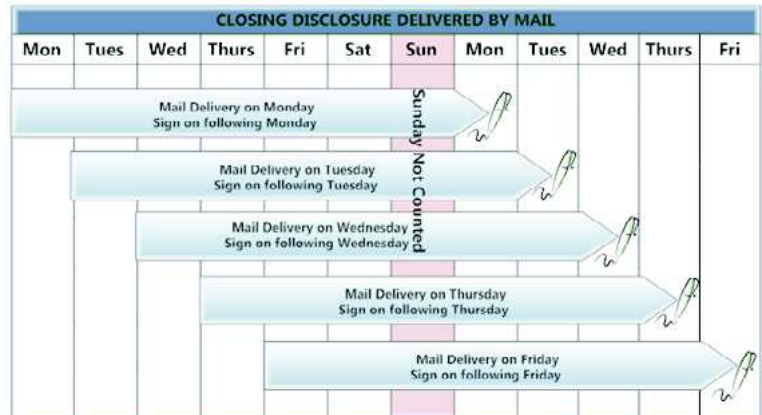 CLOSING DISCLOSURE DELIVERED BY MAIL
Mon Tues Wed Thurs Fri Sat Sun Mon Tues Wed Thurs Fri
Sunday Not Counted
Mail Delivery on Monday
Sign on following Monday
Mail Delivery on Tuesday
Sign on following Tuesday
Mail Delivery on Wednesday
Sign on following Wednesday
Mail Delivery on Thursday
Sign on following Thursday
Mail Delivery on Friday
Sign on following Friday